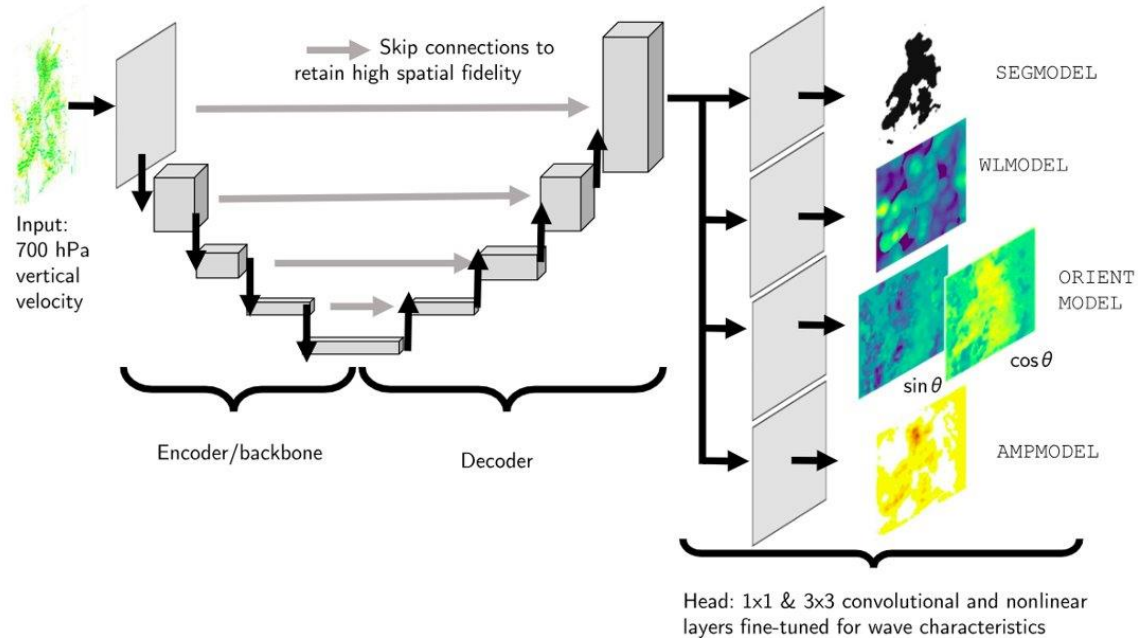 Skip connections to
retain high spatial fidelity
Input:
700 hPa
vertical
velocity
Encoder/backbone
Decoder
SEGMODEL
WLMODEL
ORIENT
MODEL
sin θ
cos θ
AMPMODEL
Head: 1x1 & 3x3 convolutional and nonlinear
layers fine-tuned for wave characteristics